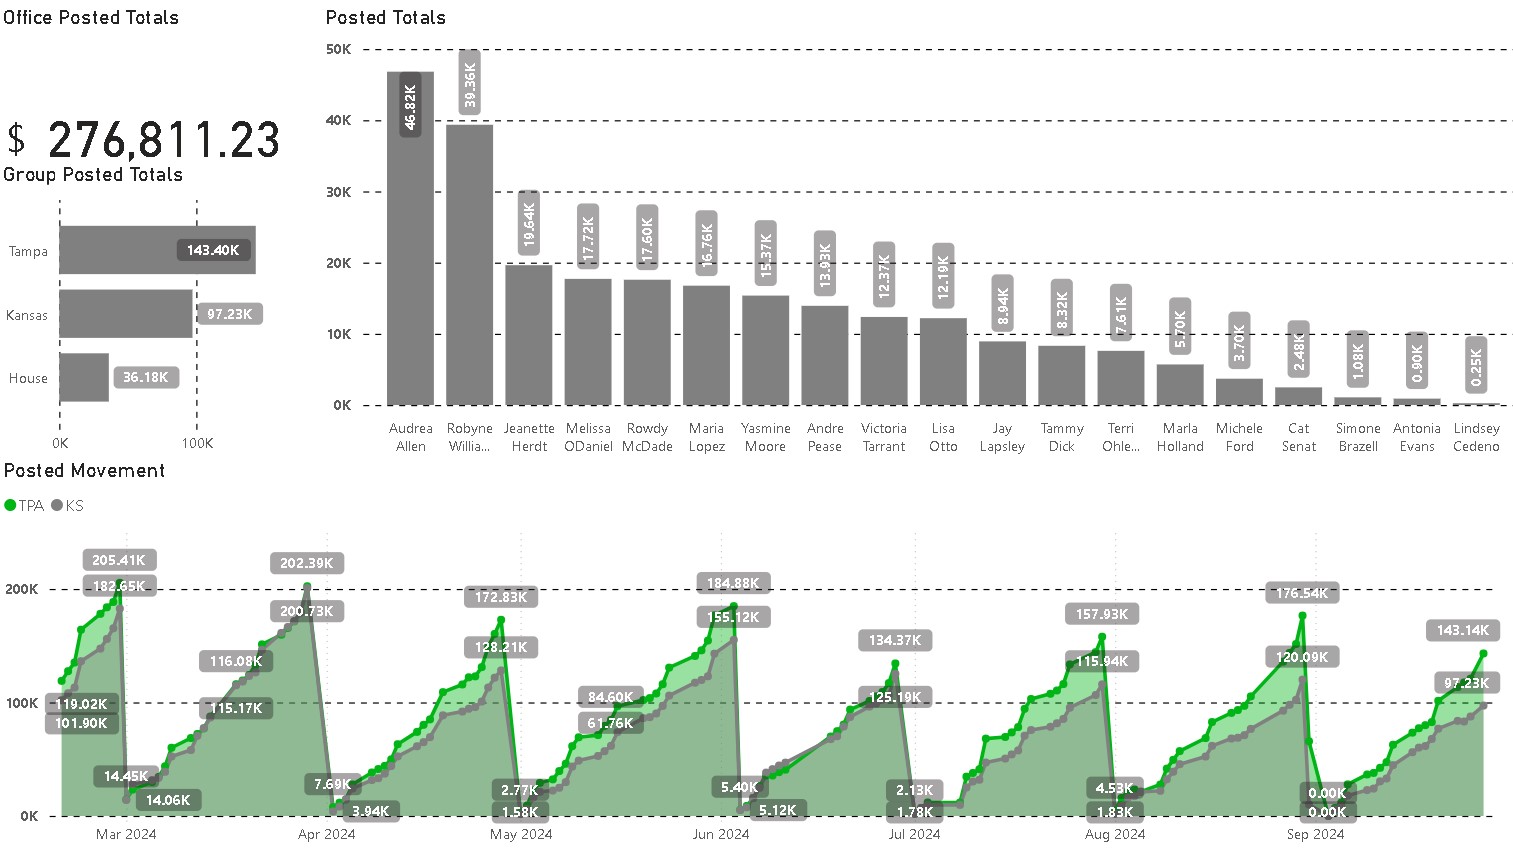 Office Posted Totals
$ 276,811.23
Group Posted Totals
Tampa
143.40K
Kansas
97.23K
House
36.18K
0K
100K
Posted Totals
50K
40K
30K
20K
10K
0K
46.82K
39.36K
19.64K
17.72K
17.60K
16.76K
15.37K
13.93K
12.37K
12.19K
8.94K
8.32K
7.61K
5.70K
3.70K
2.48K
1.08K
0.90K
0.25K
Audrea Allen
Robyne Willia...
Jeanette Herdt
Melissa ODaniel
Rowdy McDade
Maria Lopez
Yasmine Moore
Andre Pease
Victoria Tarrant
Lisa Otto
Jay Lapsley
Tammy Dick
Terri Ohle...
Marla Holland
Michele Ford
Cat Senat
Simone Brazell
Antonia Evans
Lindsey Cedeno
Posted Movement
TPA
KS
200K
100K
0K
119.02K
101.90K
205.41K
182.65K
14.45K
14.06K
116.08K
115.17K
202.39K
200.73K
7.69K
3.94K
172.83K
128.21K
2.77K
1.58K
84.60K
61.76K
184.88K
155.12K
5.40K
5.12K
134.37K
125.19K
2.13K
1.78K
157.93K
115.94K
4.53K
1.83K
176.54K
120.09K
0.00K
0.00K
143.14K
97.23K
Mar 2024
Apr 2024
May 2024
Jun 2024
Jul 2024
Aug 2024
Sep 2024